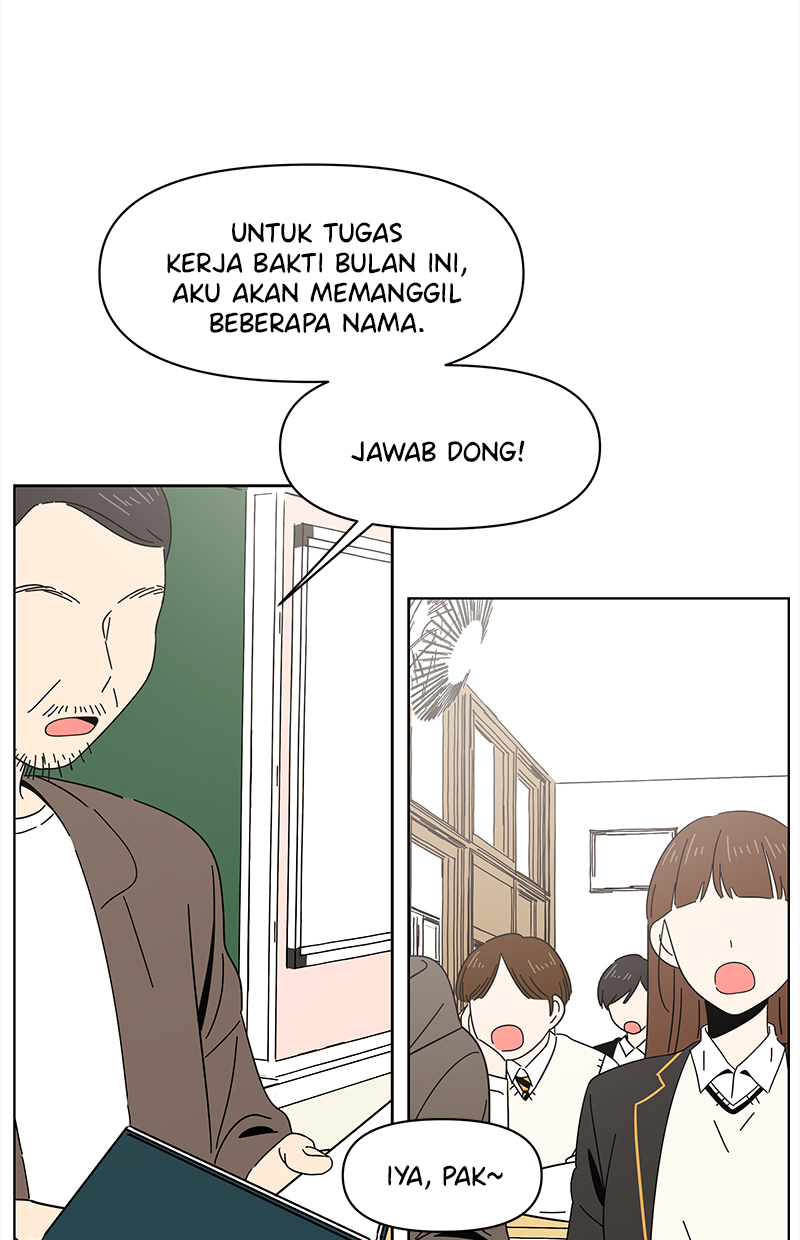 UNTUK TUGAS
KERJA BAKTI BULAN INI,
AKU AKAN MEMANGGIL
BEBERAPA NAMA.
JAWAB DONG!
IYA, PAK~